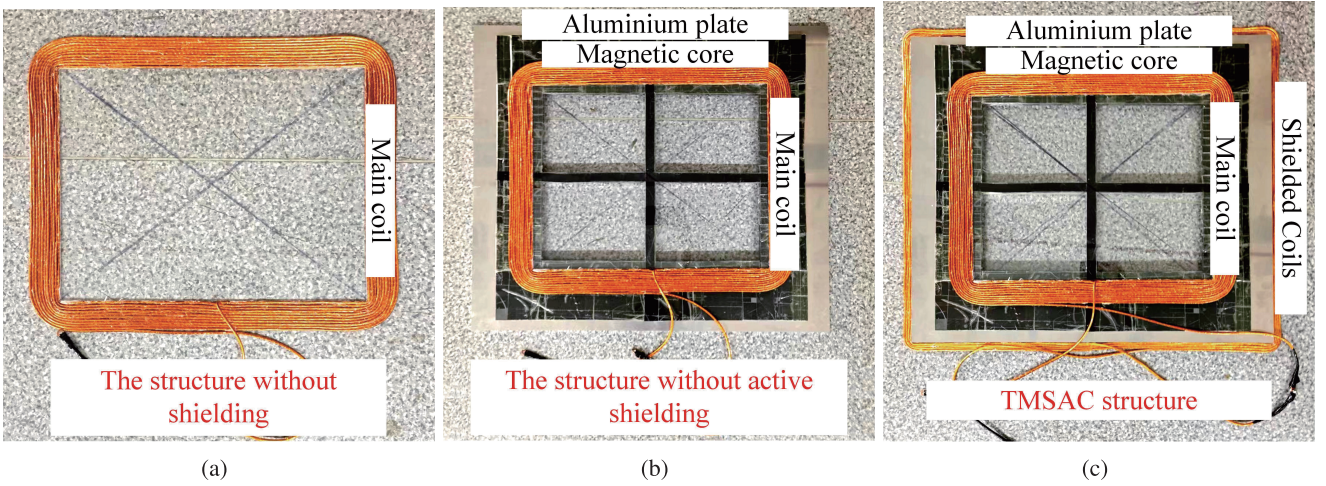 Main coil
The structure without
shielding
(a)
Aluminium plate
Magnetic core
Main coil
The structure without active
shielding
(b)
Aluminium plate
Magnetic core
Main coil
Shielded Coils
TMSAC structure
(c)